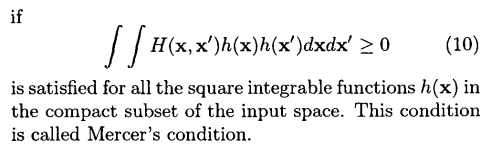 if
∫∫ H(x, x′)h(x)h(x′)dxdx′ ≥ 0 (10)
is satisfied for all the square integrable functions h(x) in
the compact subset of the input space. This condition
is called Mercer's condition.